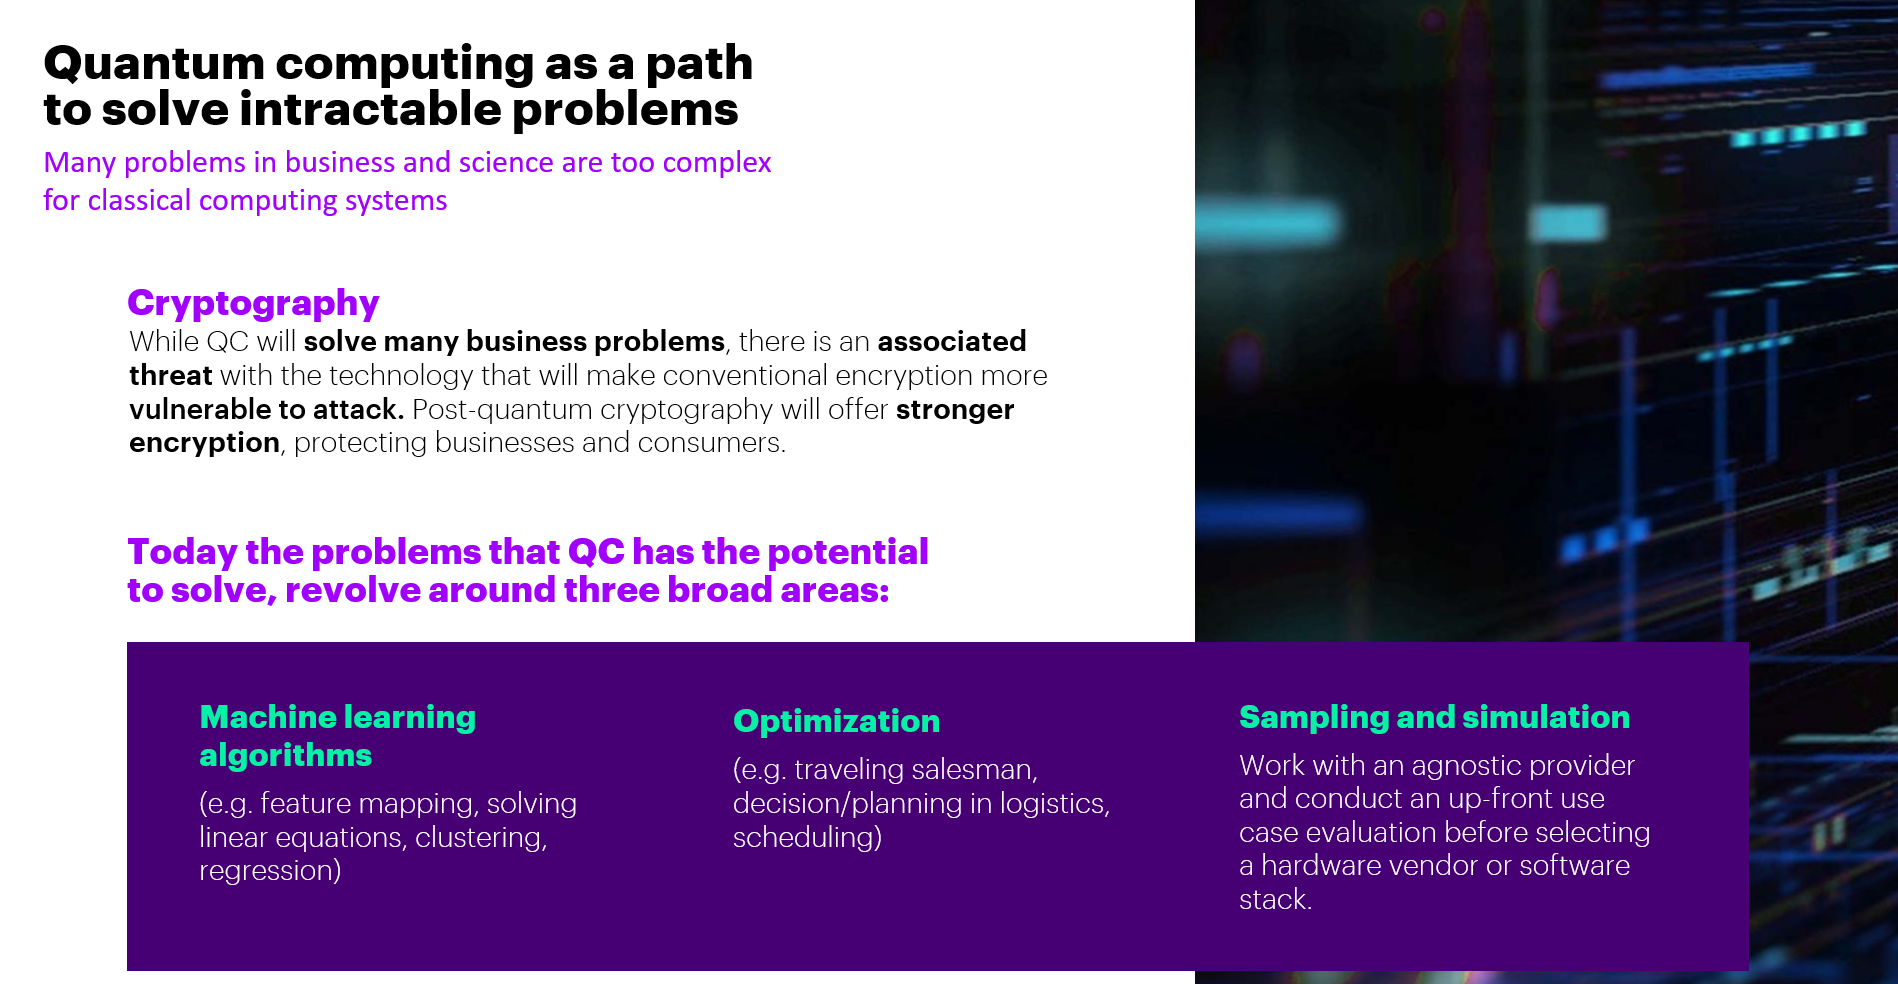 Quantum computing as a path
to solve intractable problems
Many problems in business and science are too complex
for classical computing systems
Cryptography
While QC will solve many business problems, there is an associated
threat with the technology that will make conventional encryption more
vulnerable to attack. Post-quantum cryptography will offer stronger
encryption, protecting businesses and consumers.
Today the problems that QC has the potential
to solve, revolve around three broad areas:
Machine learning
algorithms
(e.g. feature mapping, solving
linear equations, clustering,
regression)
Optimization
(e.g. traveling salesman,
decision/planning in logistics,
scheduling)
Sampling and simulation
Work with an agnostic provider
and conduct an up-front use
case evaluation before selecting
a hardware vendor or software
stack.